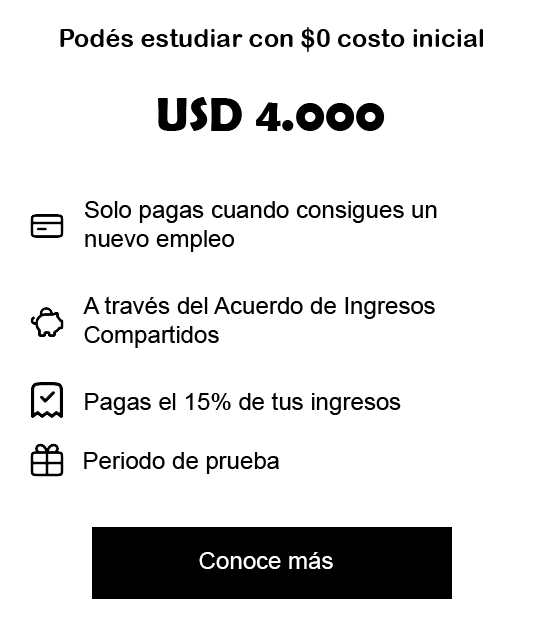 Podés estudiar con $0 costo inicial
USD 4.000
Solo pagas cuando consigues un
nuevo empleo
A través del Acuerdo de Ingresos
Compartidos
Pagas el 15% de tus ingresos
Periodo de prueba
Conoce más